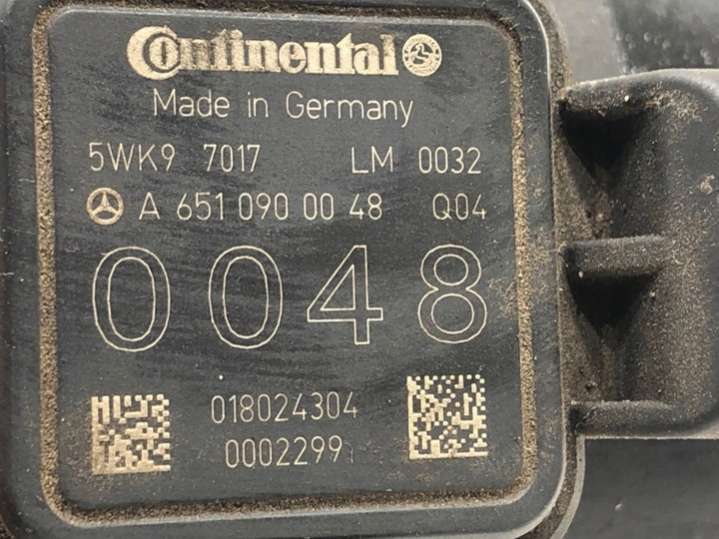 Continental
Made in Germany
5WK9 7017 LM 0032
A 651 090 00 48 Q04
0048
018024304
0002299